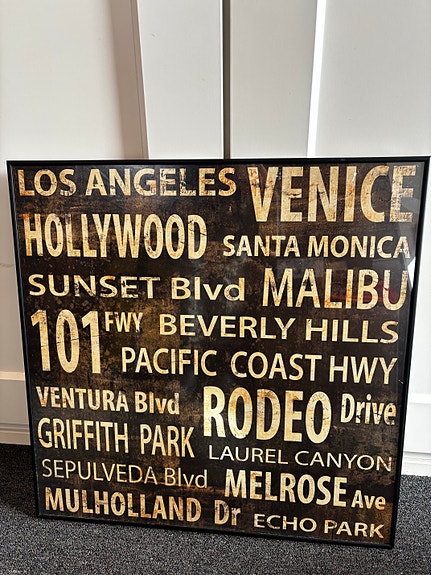 LOS ANGELES VENICE
HOLLYWOOD SANTA MONICA
SUNSET Blvd MALIBU
101 FWY BEVERLY HILLS
PACIFIC COAST HWY
VENTURA Blvd RODEO Drive
GRIFFITH PARK LAUREL CANYON
SEPULVEDA Blvd MELROSE Ave
MULHOLLAND Dr ECHO PARK